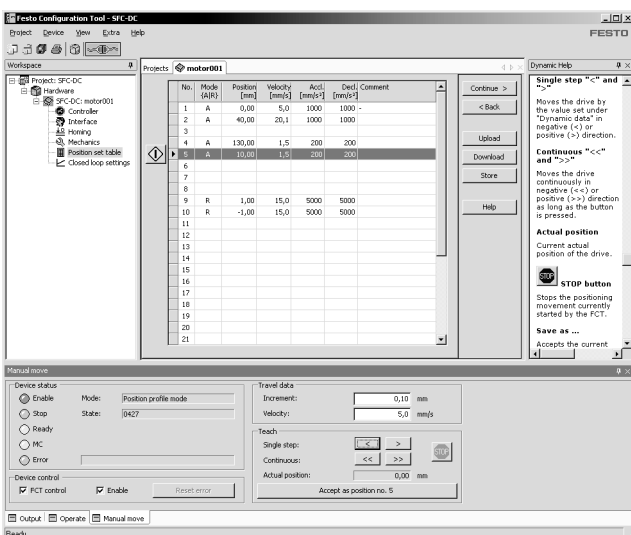 Festo Configuration Tool - SFC-DC
Project Device View Extra Help
FESTO
Workspace
Project: SFC-DC
Hardware
SFC-DC: motor001
Controller
Interface
Homing
Mechanics
Position set table
Closed loop settings
Projects motor001
No. Mode {A|R} Position [mm] Velocity [mm/s] Accl. [mm/s²] Decl. [mm/s²] Comment
1 A 0,00 5,0 1000 1000 -
2 A 40,00 20,1 1000 1000
3
4 A 130,00 1,5 200 200
5 A 10,00 1,5 200 200
6
7
8
9 R 1,00 15,0 5000 5000
10 R -1,00 15,0 5000 5000
11
12
13
14
15
16
17
18
19
20
21
Continue >
< Back
Upload
Download
Store
Help
Dynamic Help
Single step "<" and
">"
Moves the drive by
the value set under
"Dynamic data" in
negative (<) or
positive (>) direction.
Continuous "<<"
and ">>"
Moves the drive
continuously in
negative (<<) or
positive (>>) direction
as long as the button
is pressed.
Actual position
Current actual
position of the drive.
STOP STOP button
Stops the positioning
movement currently
started by the FCT.
Save as ...
Accepts the current
Manual move
Device status
Enable Mode: Position profile mode
Stop State: 0427
Ready
MC
Error
Device control
FCT control Enable Reset error
Travel data
Increment: 0,10 mm
Velocity: 5,0 mm/s
Teach
Single step: < >
Continuous: << >>
STOP
Actual position: 0,00 mm
Accept as position no. 5
Output Operate Manual move
Ready